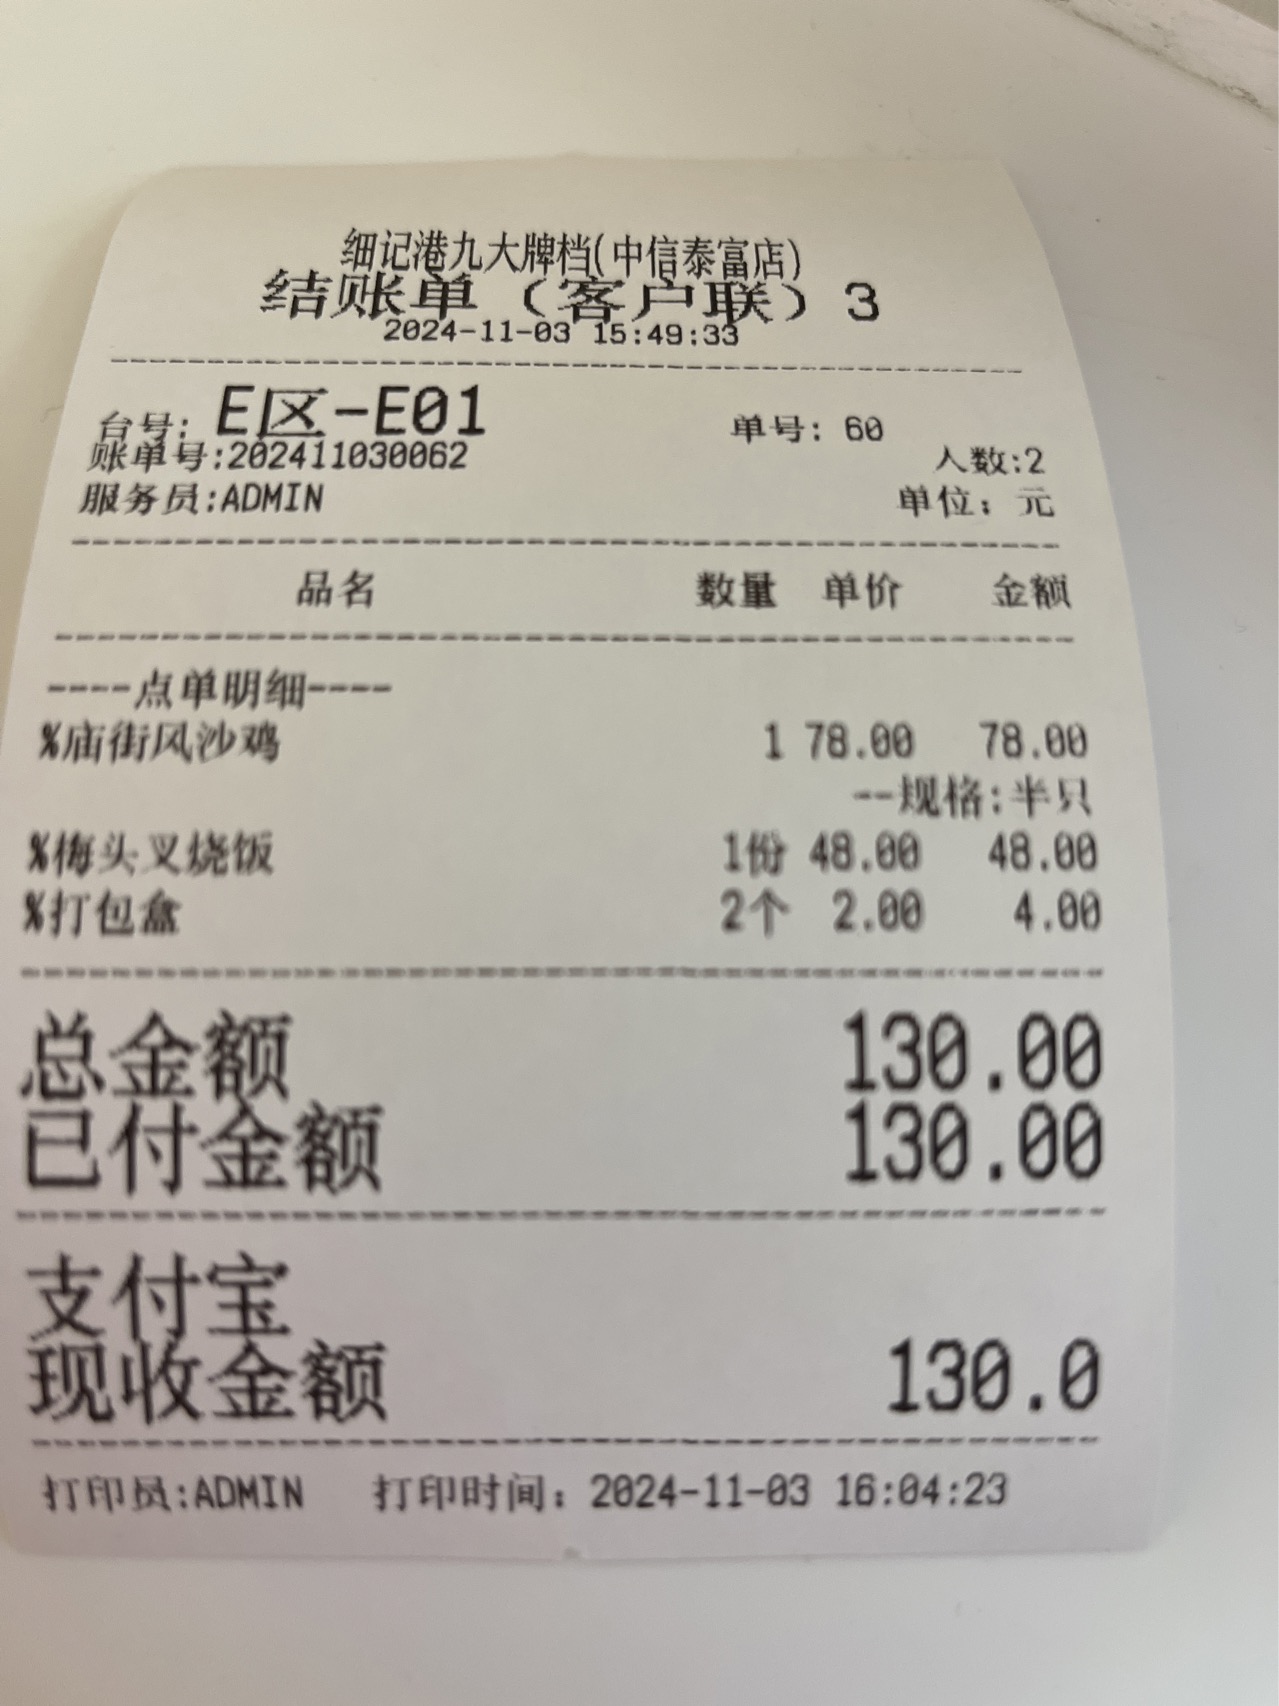 细记港九大牌档(中信泰富店)
结账单（客户联）3
2024-11-03 15:49:33
台号: E区-E01 单号: 60
账单号:202411030062 人数:2
服务员:ADMIN 单位: 元
品名 数量 单价 金额
----点单明细----
%庙街风沙鸡 1 78.00 78.00
--规格:半只
%梅头叉烧饭 1份 48.00 48.00
%打包盒 2个 2.00 4.00
总金额 130.00
已付金额 130.00
支付宝
现收金额 130.0
打印员:ADMIN 打印时间: 2024-11-03 16:04:23